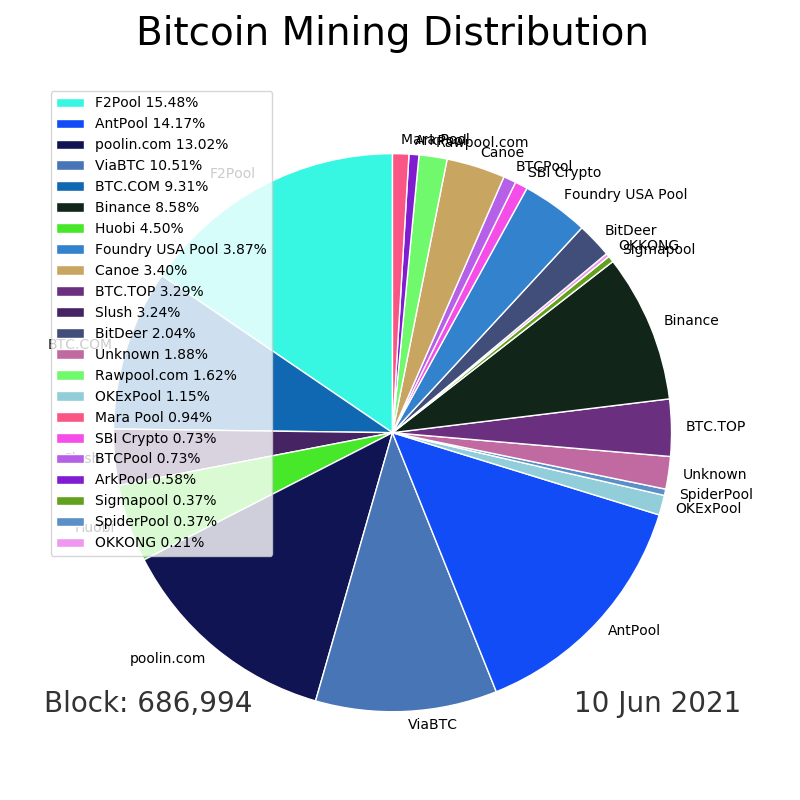 Bitcoin Mining Distribution
F2Pool 15.48%
AntPool 14.17%
poolin.com 13.02%
ViaBTC 10.51%
BTC.COM 9.31%
Binance 8.58%
Huobi 4.50%
Foundry USA Pool 3.87%
Canoe 3.40%
BTC.TOP 3.29%
Slush 3.24%
BitDeer 2.04%
Unknown 1.88%
Rawpool.com 1.62%
OKExPool 1.15%
Mara Pool 0.94%
SBI Crypto 0.73%
BTCPool 0.73%
ArkPool 0.58%
Sigmapool 0.37%
SpiderPool 0.37%
OKKONG 0.21%
Mara Pool
ArkPool
Rawpool.com
Canoe
BTCPool
SBI Crypto
Foundry USA Pool
BitDeer
OKKONG
Sigmapool
Binance
BTC.TOP
Unknown
SpiderPool
OKExPool
AntPool
ViaBTC
poolin.com
Huobi
Slush
BTC.COM
F2Pool
Block: 686,994
10 Jun 2021